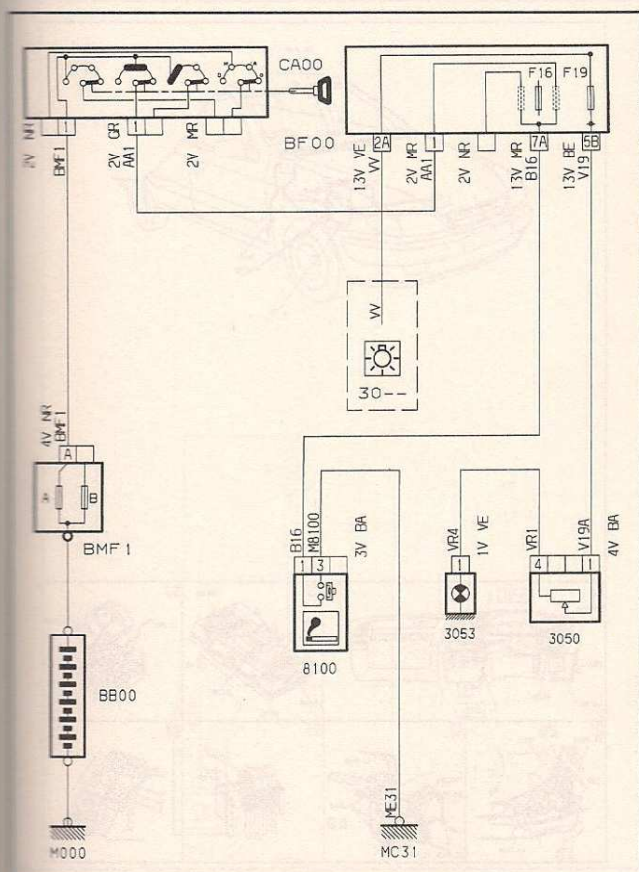 CA00
F16 F19
1
1
BF00
2A
1
7A
5B
2V NR
BMF1
2V GR
AA1
2V MR
13V VE
VV
2V MR
AA1
2V NR
13V MR
B16
13V BE
V19
VV
30--
4V NR
BMF1
A
A
B
BMF1
B16
M8100
3V BA
VR4
1V VE
VR1
V19A
4V BA
1 3
1
4
1
8100
3053
3050
BB00
ME31
M000
MC31